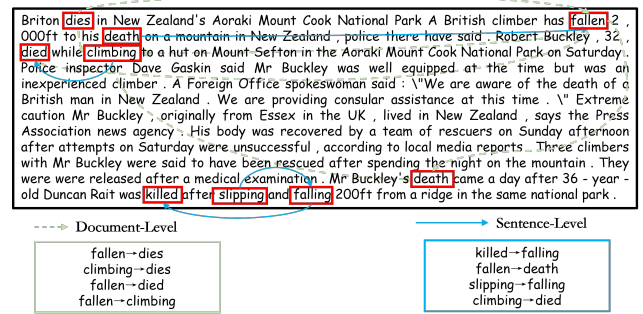 Briton dies in New Zealand's Aoraki Mount Cook National Park A British climber has fallen 2 ,
000ft to his death on a mountain in New Zealand , police there have said . Robert Buckley , 32
died while climbing to a hut on Mount Sefton in the Aoraki Mount Cook National Park on Saturday.
Police inspector Dave Gaskin said Mr Buckley was well equipped at the time but was an
inexperienced climber . A Foreign Office spokeswoman said : \"We are aware of the death of a
British man in New Zealand . We are providing consular assistance at this time . \" Extreme
caution Mr Buckley , originally from Essex in the UK , lived in New Zealand , says the Press
Association news agency . His body was recovered by a team of rescuers on Sunday afternoon
after attempts on Saturday were unsuccessful , according to local media reports . Three climbers
with Mr Buckley were said to have been rescued after spending the night on the mountain . They
were were released after a medical examination . Mr Buckley's death came a day after 36 - year -
old Duncan Rait was killed after slipping and falling 200ft from a ridge in the same national park .
Document-Level
Sentence-Level
fallen→dies
climbing→dies
fallen→died
fallen→climbing
killed→falling
fallen→death
slipping→falling
climbing→died